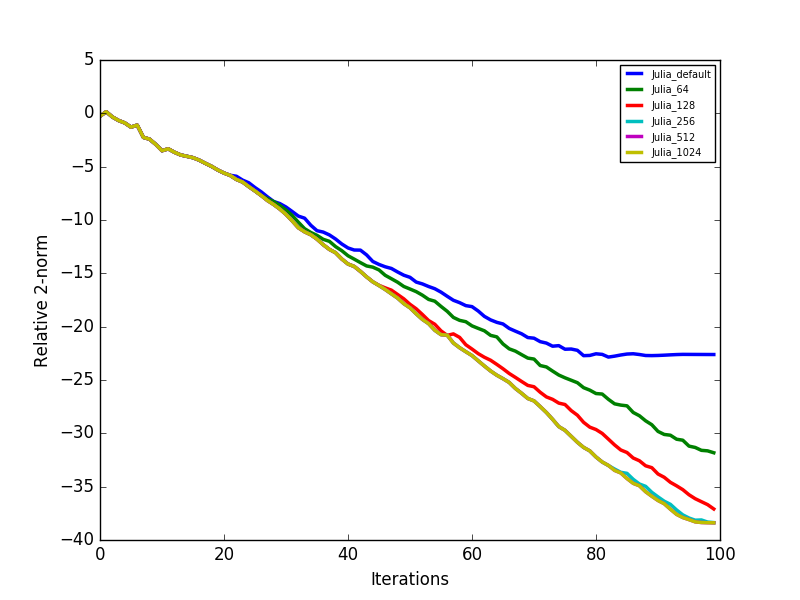 5
0
−5
−10
−15
−20
−25
−30
−35
−40
0 20 40 60 80 100
Relative 2-norm
Iterations
Julia_default
Julia_64
Julia_128
Julia_256
Julia_512
Julia_1024